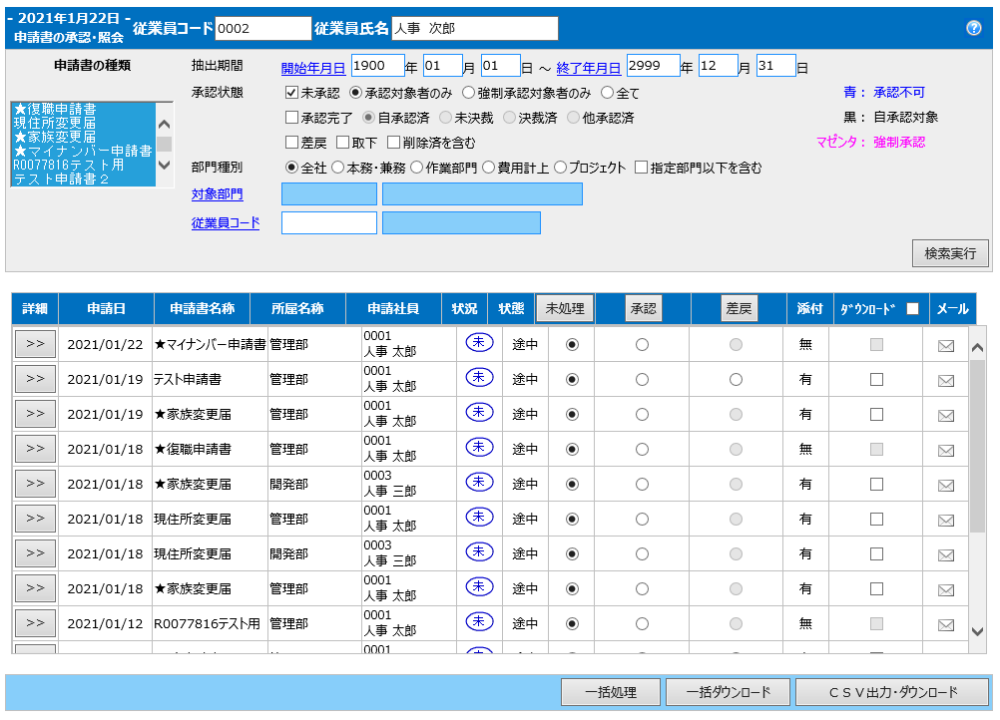 - 2021年1月22日 -
申請書の承認・照会
従業員コード 0002 従業員氏名 人事 次郎
申請書の種類
★復職申請書
現住所変更届
★家族変更届
★マイナンバー申請書
R0077816テスト用
テスト申請書２
抽出期間 開始年月日 1900 年 01 月 01 日 ～ 終了年月日 2999 年 12 月 31 日
承認状態 未承認 承認対象者のみ 強制承認対象者のみ 全て
承認完了 自承認済 未決裁 決裁済 他承認済
差戻 取下 削除済を含む
青： 承認不可
黒： 自承認対象
マゼンタ： 強制承認
部門種別 全社 本務・兼務 作業部門 費用計上 プロジェクト 指定部門以下を含む
対象部門
従業員コード
検索実行
詳細 申請日 申請書名称 所属名称 申請社員 状況 状態 未処理 承認 差戻 添付 ﾀﾞｳﾝﾛｰﾄﾞ メール
>> 2021/01/22 ★マイナンバー申請書 管理部 0001 人事 太郎 未 途中 無
>> 2021/01/19 テスト申請書 管理部 0001 人事 太郎 未 途中 有
>> 2021/01/19 ★家族変更届 管理部 0001 人事 太郎 未 途中 有
>> 2021/01/18 ★復職申請書 管理部 0001 人事 太郎 未 途中 無
>> 2021/01/18 ★家族変更届 開発部 0003 人事 三郎 未 途中 有
>> 2021/01/18 現住所変更届 管理部 0001 人事 太郎 未 途中 有
>> 2021/01/18 現住所変更届 開発部 0003 人事 三郎 未 途中 有
>> 2021/01/18 ★家族変更届 管理部 0001 人事 太郎 未 途中 有
>> 2021/01/12 R0077816テスト用 管理部 0001 人事 太郎 未 途中 無
0001
一括処理 一括ダウンロード ＣＳＶ出力・ダウンロード